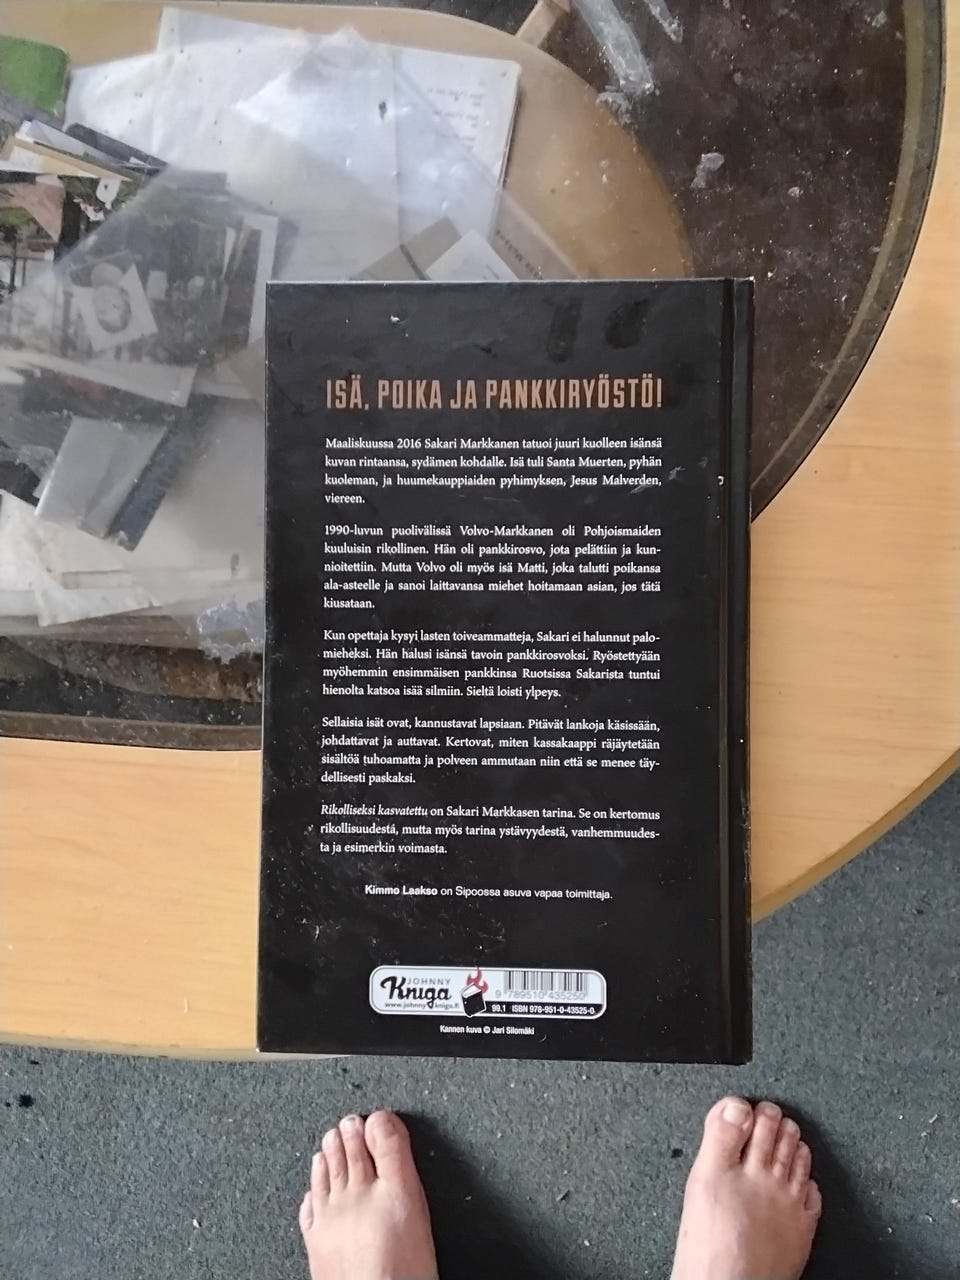 ISÄ, POIKA JA PANKKIRYÖSTÖ!
Maaliskuussa 2016 Sakari Markkanen tatuoi juuri kuolleen isänsä
kuvan rintaansa, sydämen kohdalle. Isä tuli Santa Muerten, pyhän
kuoleman, ja huumekauppiaiden pyhimyksen, Jesus Malverden,
viereen.
1990-luvun puolivälissä Volvo-Markkanen oli Pohjoismaiden
kuuluisin rikollinen. Hän oli pankkirosvo, jota pelättiin ja kun-
nioitettiin. Mutta Volvo oli myös isä Matti, joka talutti poikansa
ala-asteelle ja sanoi laittavansa miehet hoitamaan asian, jos tätä
kiusataan.
Kun opettaja kysyi lasten toiveammatteja, Sakari ei halunnut palo-
mieheksi. Hän halusi isänsä tavoin pankkirosvoksi. Ryöstettyään
myöhemmin ensimmäisen pankkinsa Ruotsissa Sakarista tuntui
hienolta katsoa isää silmiin. Sieltä loisti ylpeys.
Sellaisia isät ovat, kannustavat lapsiaan. Pitävät lankoja käsissään,
johdattavat ja auttavat. Kertovat, miten kassakaappi räjäytetään
sisältöä tuhoamatta ja polveen ammutaan niin että se menee täy-
dellisesti paskaksi.
Rikolliseksi kasvatettu on Sakari Markkasen tarina. Se on kertomus
rikollisuudestä, mutta myös tarina ystävyydestä, vanhemmuudes-
ta ja esimerkin voimasta.
Kimmo Laakso on Sipoossa asuva vapaa toimittaja.
JOHNNY
Kniga
www.johnnykniga.fi
9 789510 435250
99.1 ISBN 978-951-0-43525-0
Kannen kuva © Jari Silomäki